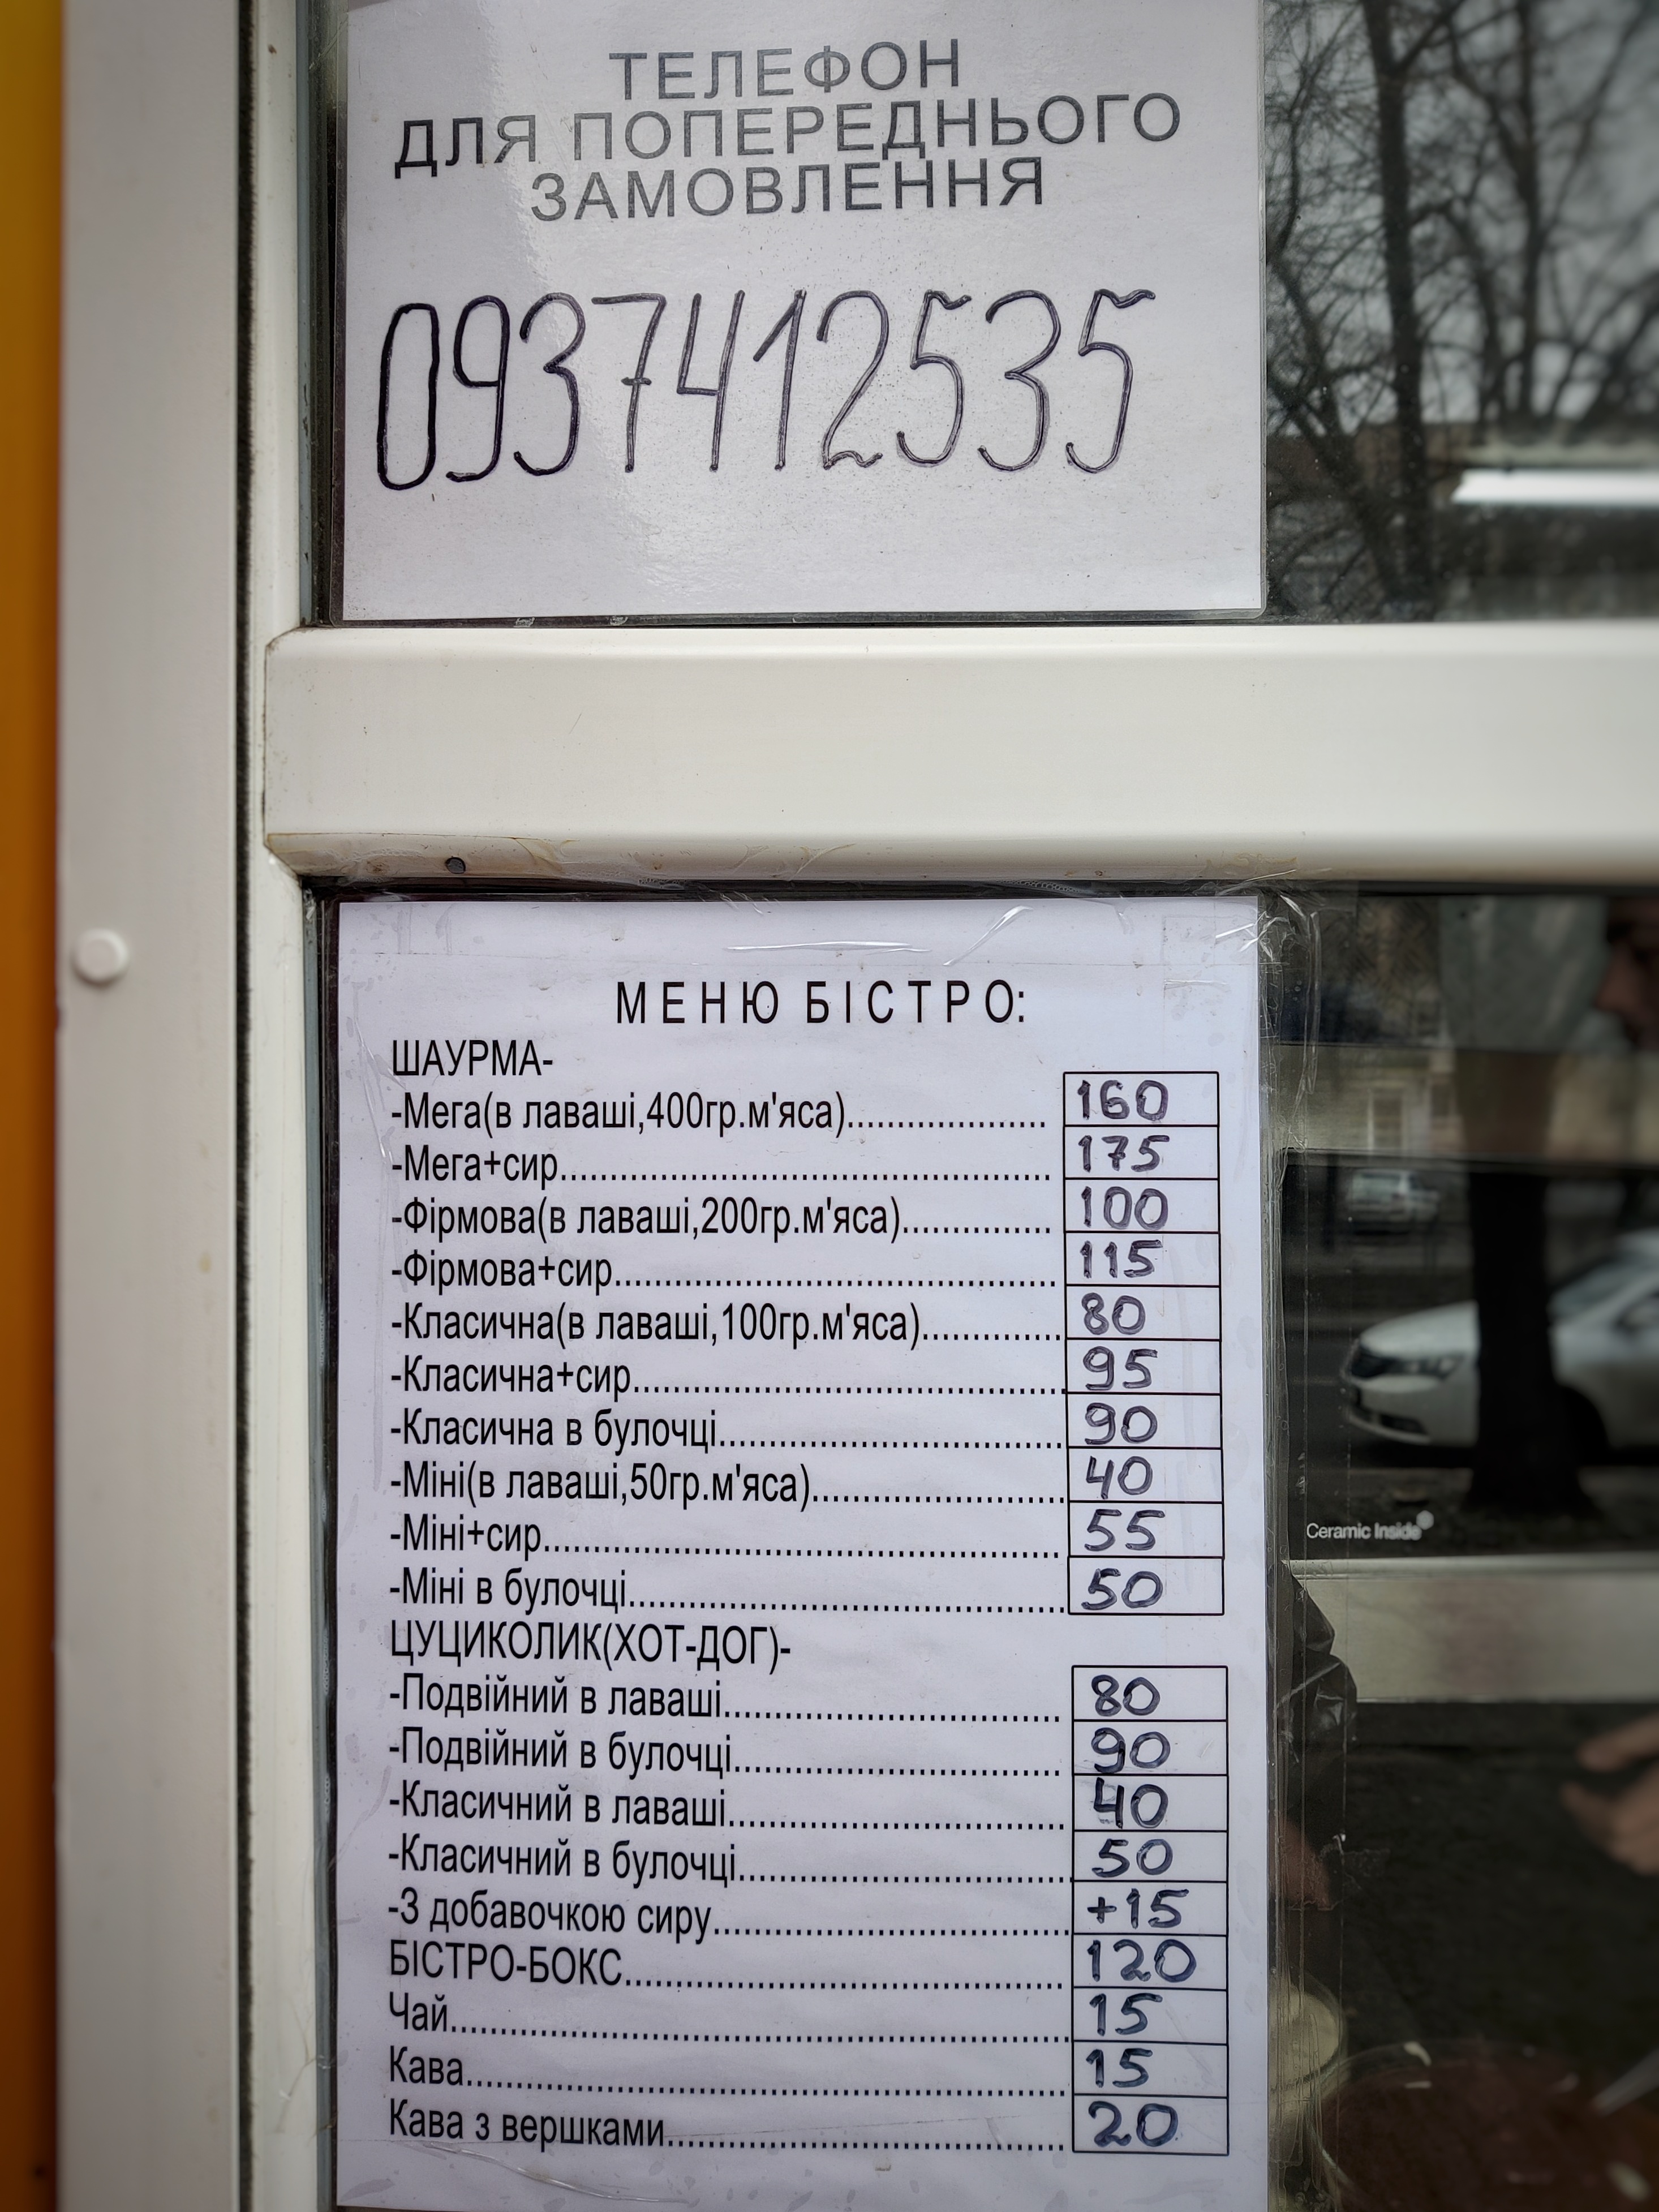 ТЕЛЕФОН
ДЛЯ ПОПЕРЕДНЬОГО
ЗАМОВЛЕННЯ
0937412535
МЕНЮ БІСТРО:
ШАУРМА-
-Мега(в лаваші,400гр.м'яса)................... 160
-Мега+сир............................................... 175
-Фірмова(в лаваші,200гр.м'яса).............. 100
-Фірмова+сир.......................................... 115
-Класична(в лаваші,100гр.м'яса)............. 80
-Класична+сир......................................... 95
-Класична в булочці................................. 90
-Міні(в лаваші,50гр.м'яса)........................ 40
-Міні+сир.................................................. 55
-Міні в булочці.......................................... 50
ЦУЦИКОЛИК(ХОТ-ДОГ)-
-Подвійний в лаваші................................. 80
-Подвійний в булочці................................ 90
-Класичний в лаваші................................. 40
-Класичний в булочці................................ 50
-З добавочкою сиру................................... +15
БІСТРО-БОКС........................................... 120
Чай............................................................ 15
Кава.......................................................... 15
Кава з вершками...................................... 20
Ceramic Inside